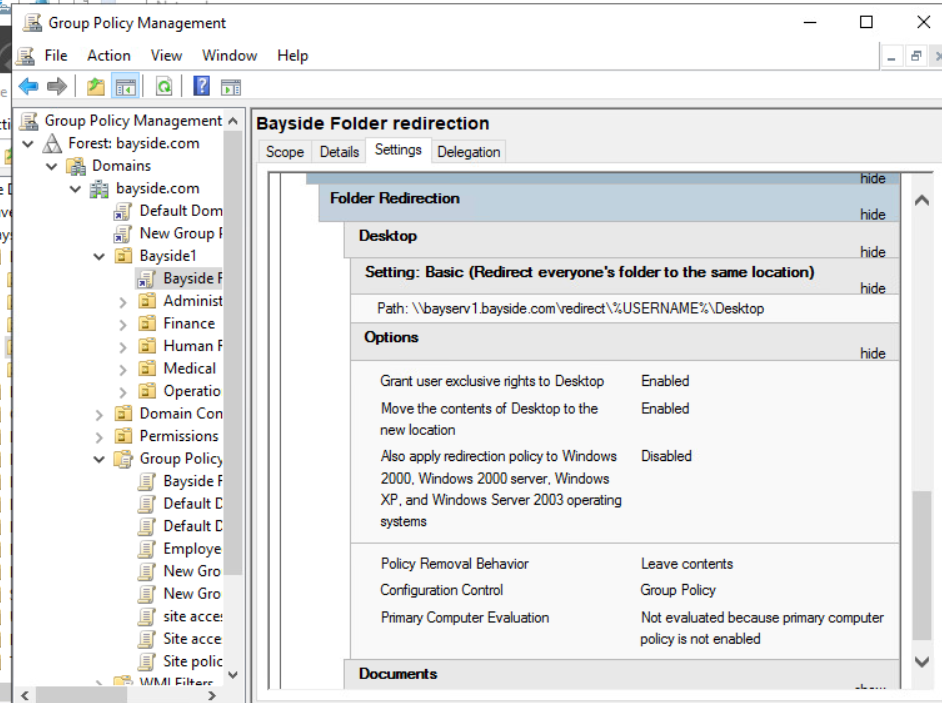 Group Policy Management
File Action View Window Help
Group Policy Management
Forest: bayside.com
Domains
bayside.com
Default Dom
New Group P
Bayside1
Bayside F
Administ
Finance
Human R
Medical
Operatio
Domain Con
Permissions
Group Policy
Bayside F
Default D
Default D
Employe
New Gro
New Gro
site acces
Site acce
Site polic
WMI Filters
Bayside Folder redirection
Scope Details Settings Delegation
hide
Folder Redirection
hide
Desktop
hide
Setting: Basic (Redirect everyone's folder to the same location)
hide
Path: \\bayserv1.bayside.com\redirect\%USERNAME%\Desktop
Options
hide
Grant user exclusive rights to Desktop Enabled
Move the contents of Desktop to the Enabled
new location
Also apply redirection policy to Windows Disabled
2000, Windows 2000 server, Windows
XP, and Windows Server 2003 operating
systems
Policy Removal Behavior Leave contents
Configuration Control Group Policy
Primary Computer Evaluation Not evaluated because primary computer
policy is not enabled
Documents
show